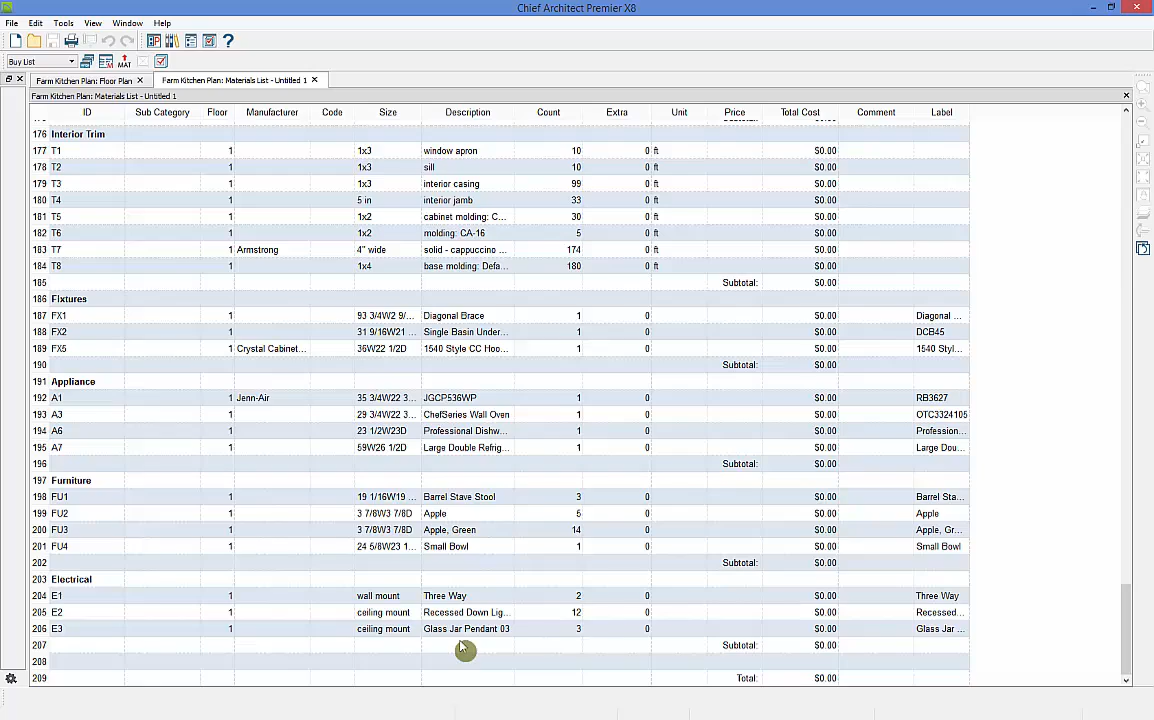 Chief Architect Premier X8
File Edit Tools View Window Help
Buy List MAT
Farm Kitchen Plan: Floor Plan Farm Kitchen Plan: Materials List - Untitled 1
Farm Kitchen Plan: Materials List - Untitled 1
ID Sub Category Floor Manufacturer Code Size Description Count Extra Unit Price Total Cost Comment Label
176 Interior Trim
177 T1 1 1x3 window apron 10 0 ft $0.00
178 T2 1 1x3 sill 10 0 ft $0.00
179 T3 1 1x3 interior casing 99 0 ft $0.00
180 T4 1 5 in interior jamb 33 0 ft $0.00
181 T5 1 1x2 cabinet molding: C... 30 0 ft $0.00
182 T6 1 1x2 molding: CA-16 5 0 ft $0.00
183 T7 1 Armstrong 4" wide solid - cappuccino ... 174 0 ft $0.00
184 T8 1 1x4 base molding: Defa... 180 0 ft $0.00
185 Subtotal: $0.00
186 FIxtures
187 FX1 1 93 3/4W2 9/... Diagonal Brace 1 0 $0.00 Diagonal ...
188 FX2 1 31 9/16W21 ... Single Basin Under... 1 0 $0.00 DCB45
189 FX5 1 Crystal Cabinet... 36W22 1/2D 1540 Style CC Hoo... 1 0 $0.00 1540 Styl...
190 Subtotal: $0.00
191 Appliance
192 A1 1 Jenn-Air 35 3/4W22 3... JGCP536WP 1 0 $0.00 RB3627
193 A3 1 29 3/4W22 3... ChefSeries Wall Oven 1 0 $0.00 OTC3324105
194 A6 1 23 1/2W23D Professional Dishw... 1 0 $0.00 Profession...
195 A7 1 59W26 1/2D Large Double Refrig... 1 0 $0.00 Large Dou...
196 Subtotal: $0.00
197 Furniture
198 FU1 1 19 1/16W19 ... Barrel Stave Stool 3 0 $0.00 Barrel Sta...
199 FU2 1 3 7/8W3 7/8D Apple 5 0 $0.00 Apple
200 FU3 1 3 7/8W3 7/8D Apple, Green 14 0 $0.00 Apple, Gr...
201 FU4 1 24 5/8W23 1... Small Bowl 1 0 $0.00 Small Bowl
202 Subtotal: $0.00
203 Electrical
204 E1 1 wall mount Three Way 2 0 $0.00 Three Way
205 E2 1 ceiling mount Recessed Down Lig... 12 0 $0.00 Recessed...
206 E3 1 ceiling mount Glass Jar Pendant 03 3 0 $0.00 Glass Jar ...
207 Subtotal: $0.00
208
209 Total: $0.00